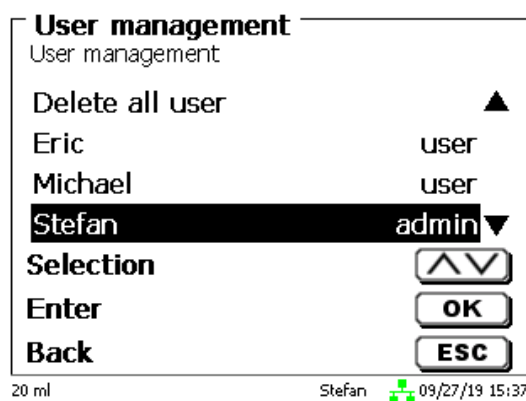 User management
User management
Delete all user
Eric user
Michael user
Stefan admin
Selection
Enter OK
Back ESC
20 ml Stefan 09/27/19 15:37